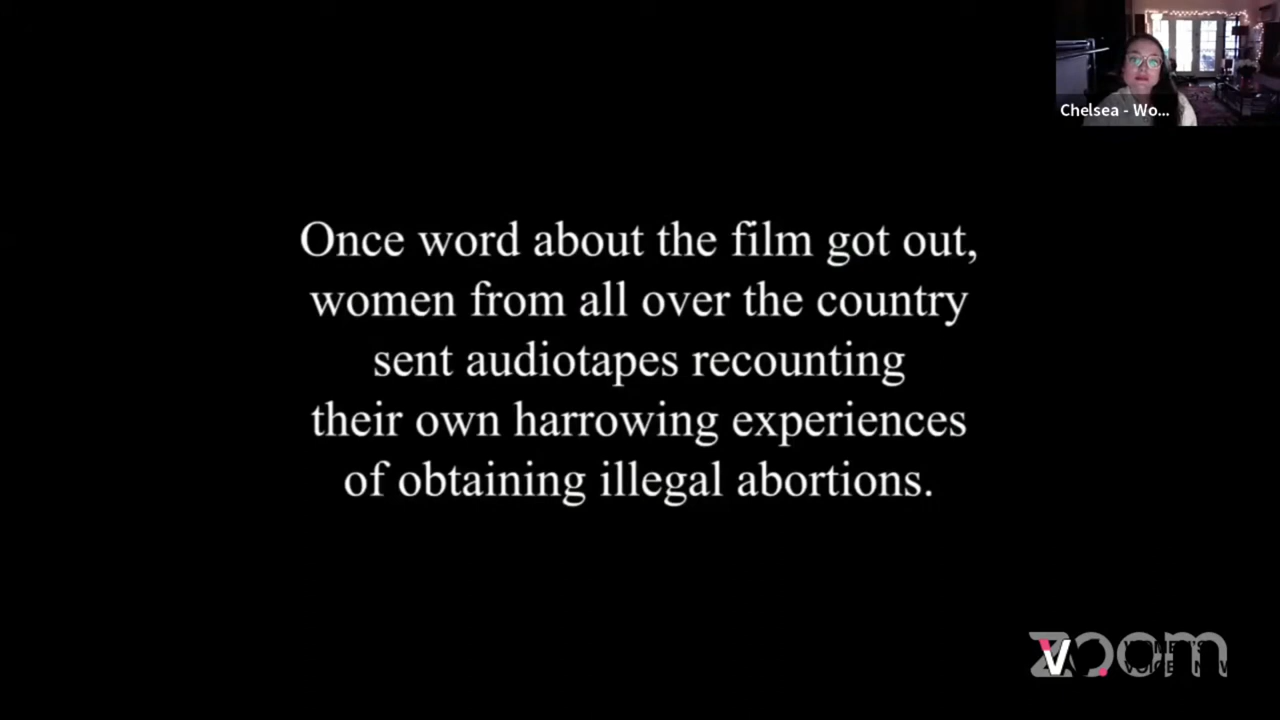 Chelsea - Wo...
Once word about the film got out,
women from all over the country
sent audiotapes recounting
their own harrowing experiences
of obtaining illegal abortions.
zoom